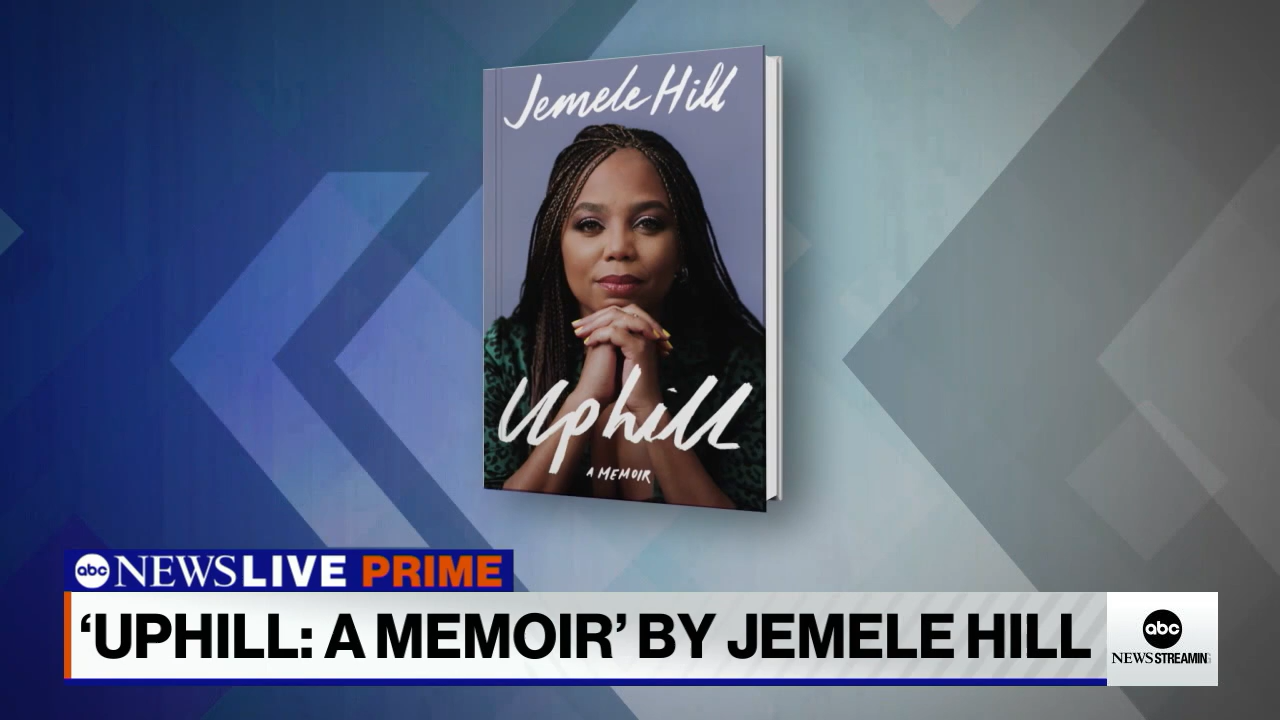 Jemele Hill
Uphill
A MEMOIR
abc NEWS LIVE PRIME
‘UPHILL: A MEMOIR’ BY JEMELE HILL
abc
NEWS STREAMIN